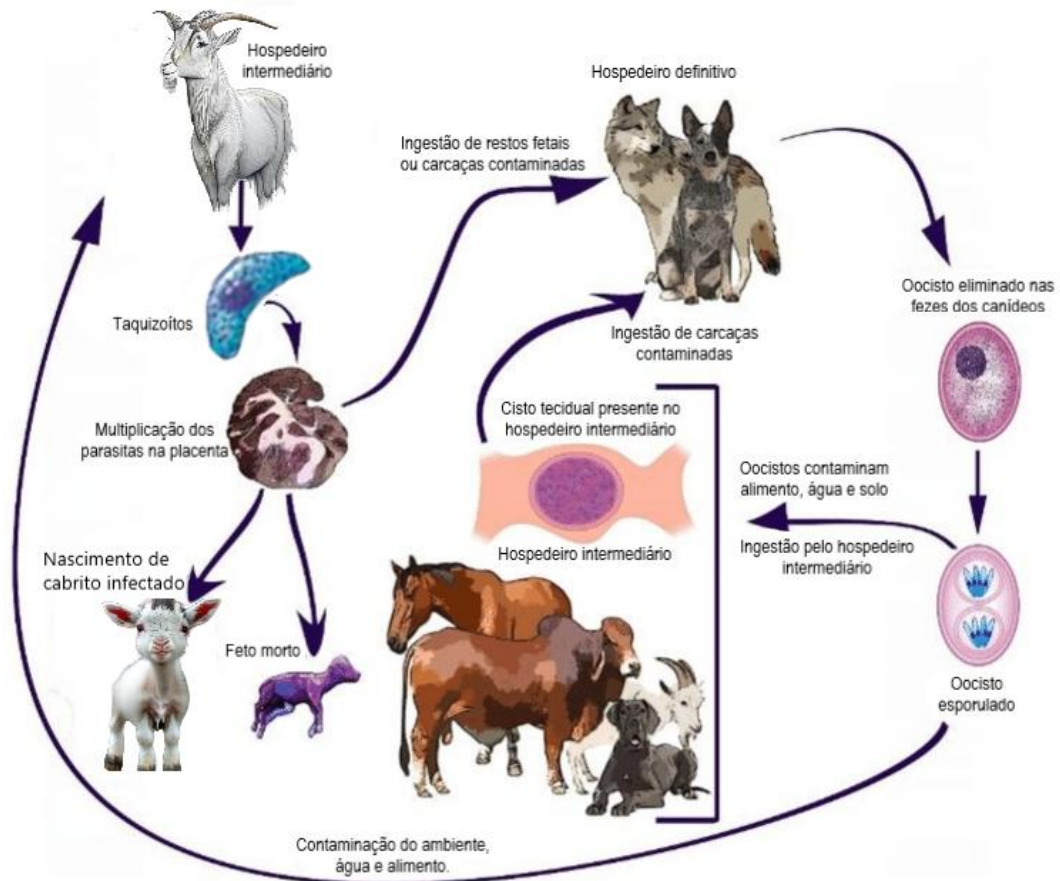 Hospedeiro
intermediário
Hospedeiro definitivo
Ingestão de restos fetais
ou carcaças contaminadas
Taquizoítos
Oocisto eliminado nas
fezes dos canídeos
Ingestão de carcaças
contaminadas
Multiplicação dos
parasitas na placenta
Cisto tecidual presente no
hospedeiro intermediário
Oocistos contaminam
alimento, água e solo
Hospedeiro intermediário
Ingestão pelo hospedeiro
intermediário
Nascimento de
cabrito infectado
Feto morto
Oocisto
esporulado
Contaminação do ambiente,
água e alimento.